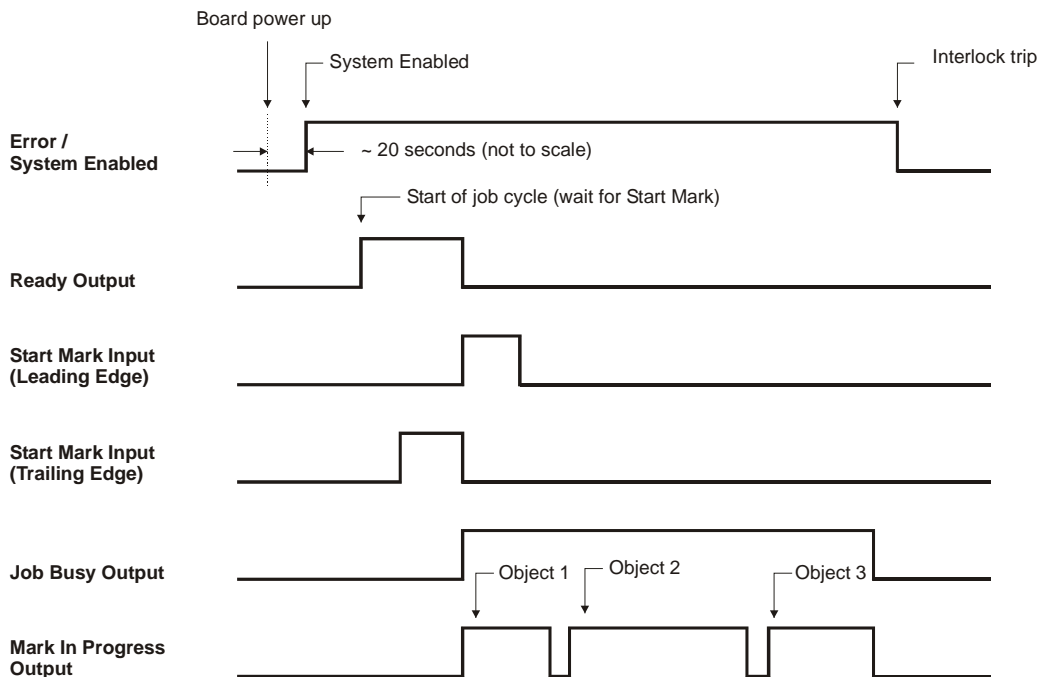 Board power up
System Enabled
Interlock trip
Error /
System Enabled
~ 20 seconds (not to scale)
Start of job cycle (wait for Start Mark)
Ready Output
Start Mark Input
(Leading Edge)
Start Mark Input
(Trailing Edge)
Job Busy Output
Object 1
Object 2
Object 3
Mark In Progress
Output